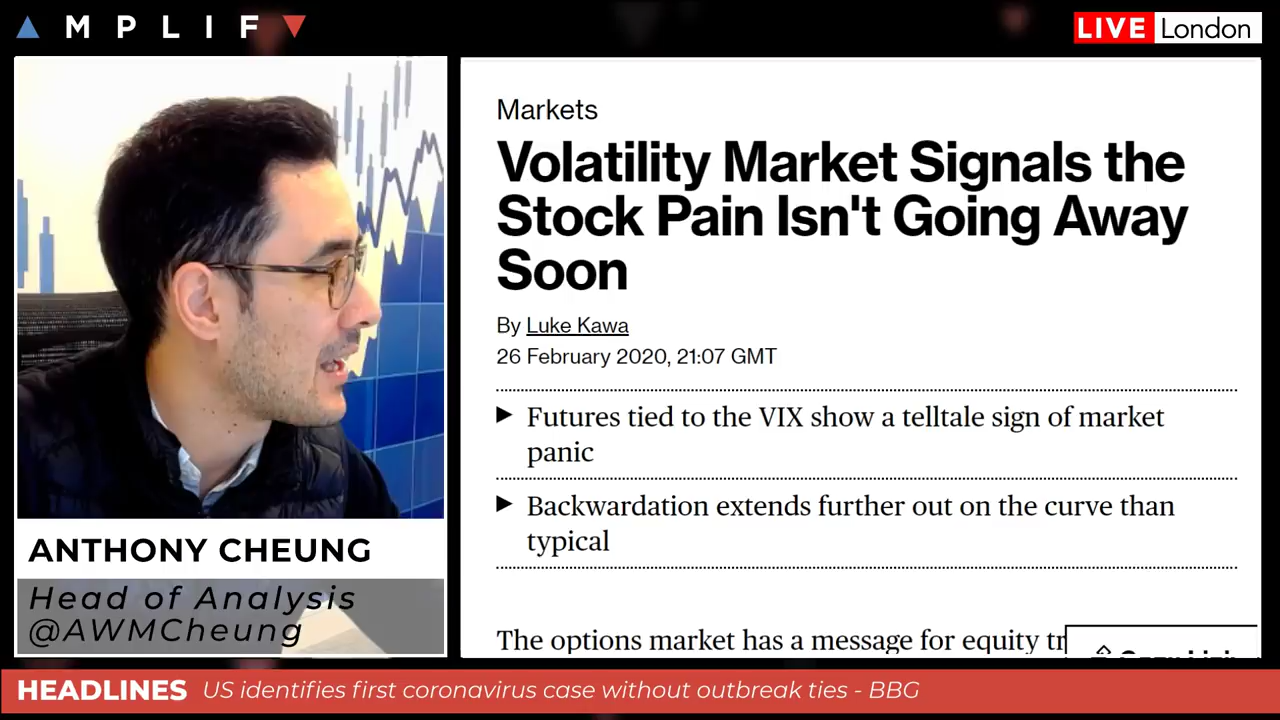 AMPLIFY
LIVE London
Markets
Volatility Market Signals the
Stock Pain Isn't Going Away
Soon
By Luke Kawa
26 February 2020, 21:07 GMT
Futures tied to the VIX show a telltale sign of market
panic
Backwardation extends further out on the curve than
typical
The options market has a message for equity
ANTHONY CHEUNG
Head of Analysis
@AWMCheung
HEADLINES US identifies first coronavirus case without outbreak ties - BBG